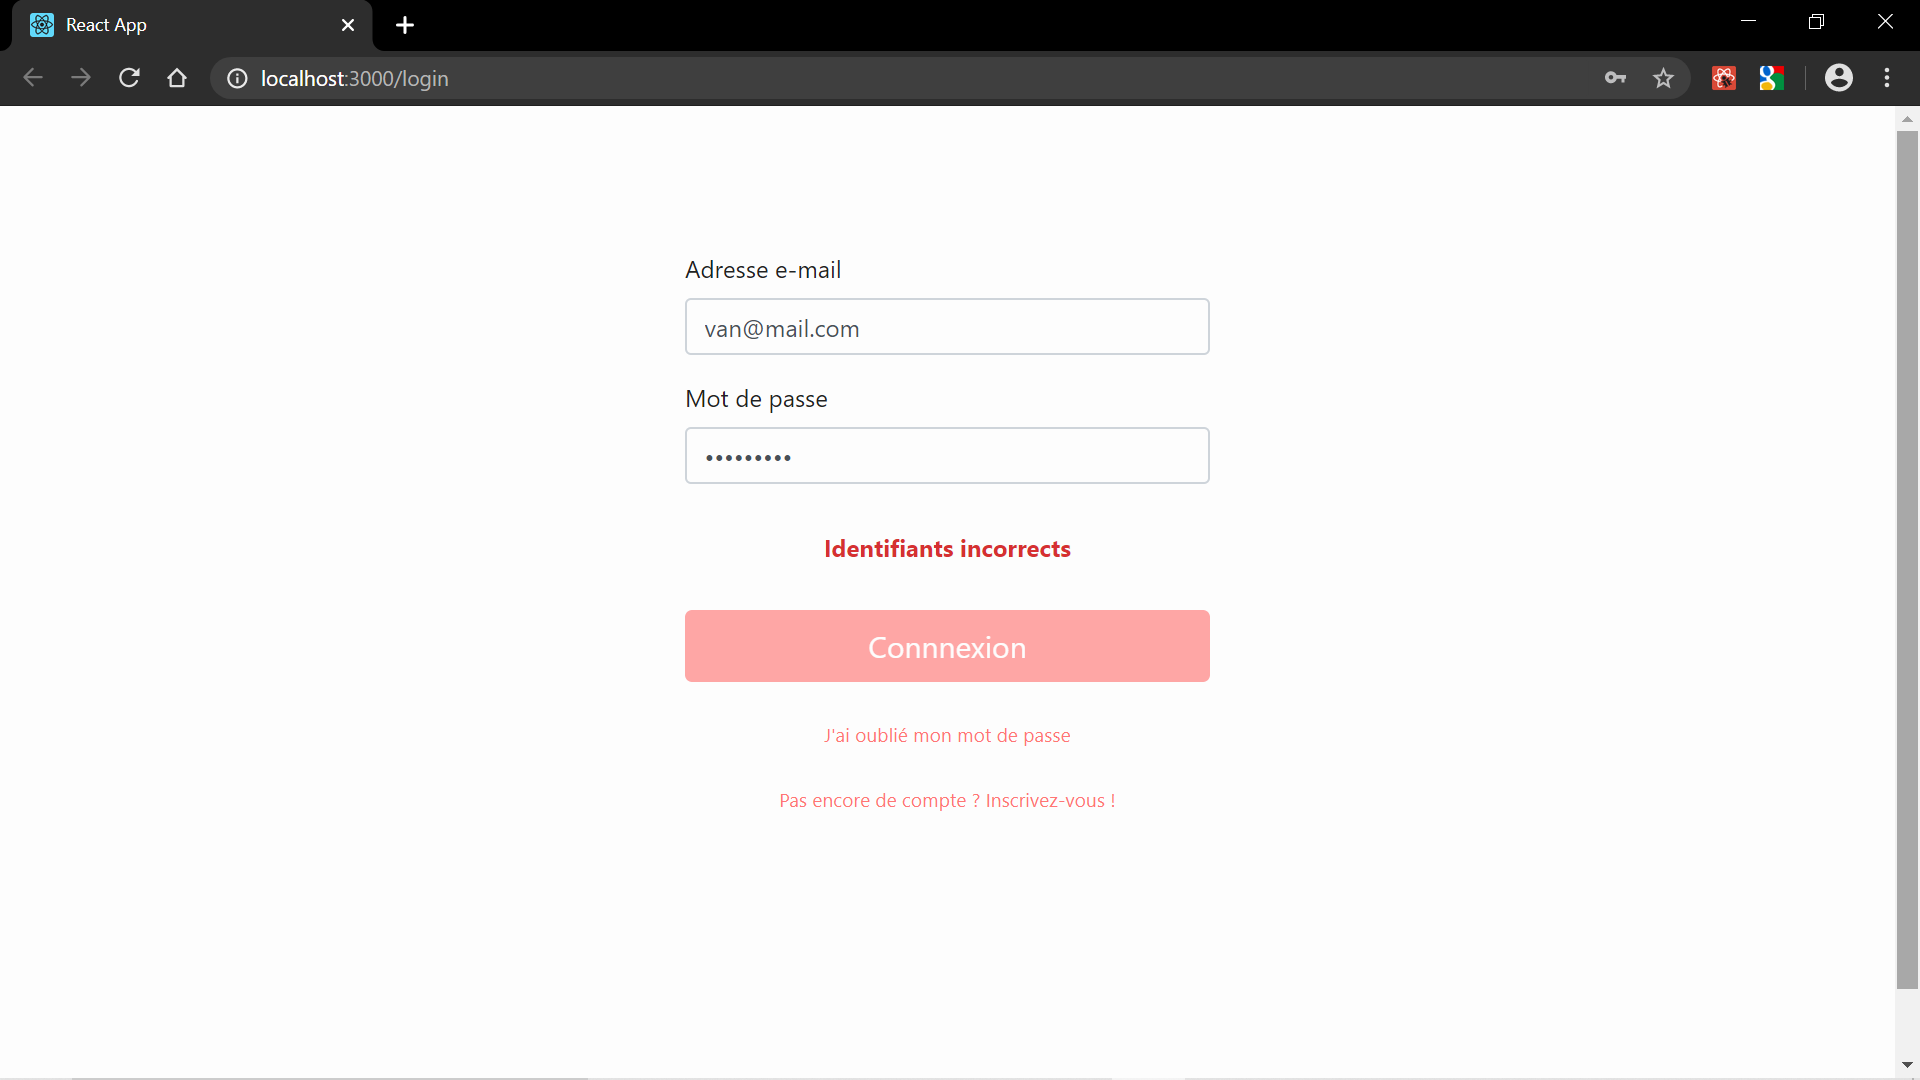 React App
localhost:3000/login
Adresse e-mail
van@mail.com
Mot de passe
•••••••••
Identifiants incorrects
Connnexion
J'ai oublié mon mot de passe
Pas encore de compte ? Inscrivez-vous !